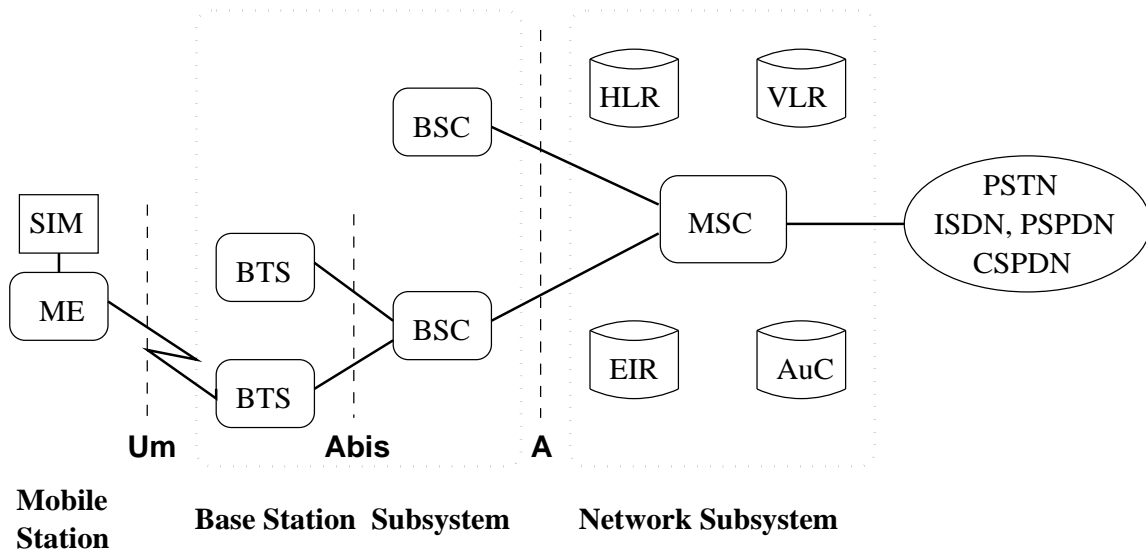 HLR
VLR
BSC
SIM
MSC
PSTN
ISDN, PSPDN
CSPDN
BTS
ME
BSC
BTS
EIR
AuC
Um
Abis
A
Mobile
Station
Base Station Subsystem
Network Subsystem